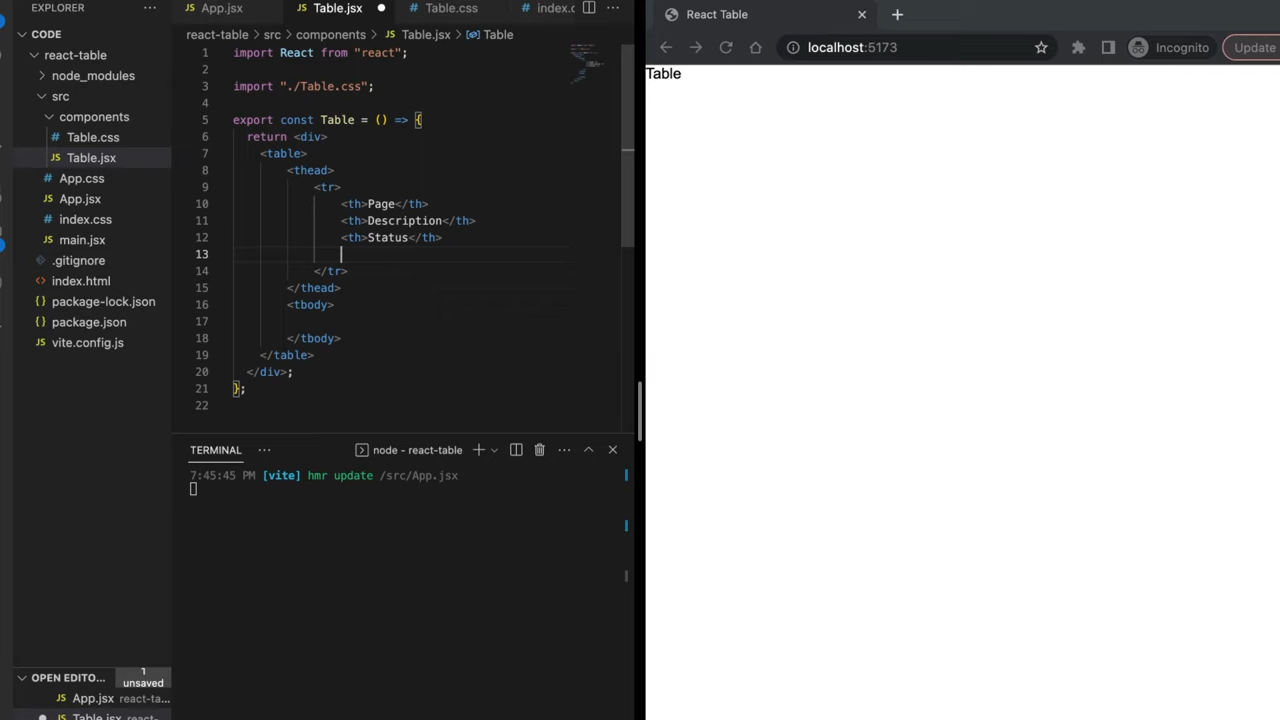 EXPLORER
CODE
react-table
node_modules
src
components
Table.css
Table.jsx
App.css
App.jsx
index.css
main.jsx
.gitignore
index.html
package-lock.json
package.json
vite.config.js
OPEN EDITO...
1 unsaved
App.jsx react-ta...
Table.jsx react-...
App.jsx Table.jsx Table.css index.c
react-table > src > components > Table.jsx > Table
1 import React from "react";
2
3 import "./Table.css";
4
5 export const Table = () => {
6 return <div>
7 <table>
8 <thead>
9 <tr>
10 <th>Page</th>
11 <th>Description</th>
12 <th>Status</th>
13
14 </tr>
15 </thead>
16 <tbody>
17
18 </tbody>
19 </table>
20 </div>;
21 };
22
TERMINAL node - react-table
7:45:45 PM [vite] hmr update /src/App.jsx
React Table
localhost:5173 Incognito Update
Table